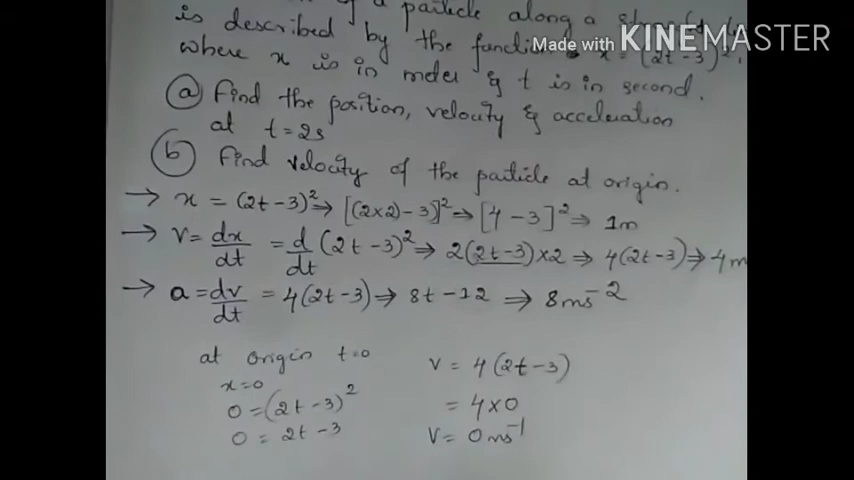 of a particle along a
is described by the function x = (2t-3)²,
Made with KINEMASTER
where x is in meter & t is in second.
(a) Find the position, velocity & acceleration
at t=2s
(b) Find velocity of the particle at origin.
→ x = (2t-3)² ⇒ [(2×2)-3]² ⇒ [4-3]² ⇒ 1m
→ v = dx/dt = d/dt (2t-3)² ⇒ 2(2t-3)×2 ⇒ 4(2t-3) ⇒ 4m
→ a = dv/dt = 4(2t-3) ⇒ 8t-12 ⇒ 8ms⁻²
at origin t=0
x=0
0=(2t-3)²
0 = 2t-3
v = 4(2t-3)
= 4×0
v= 0ms⁻¹